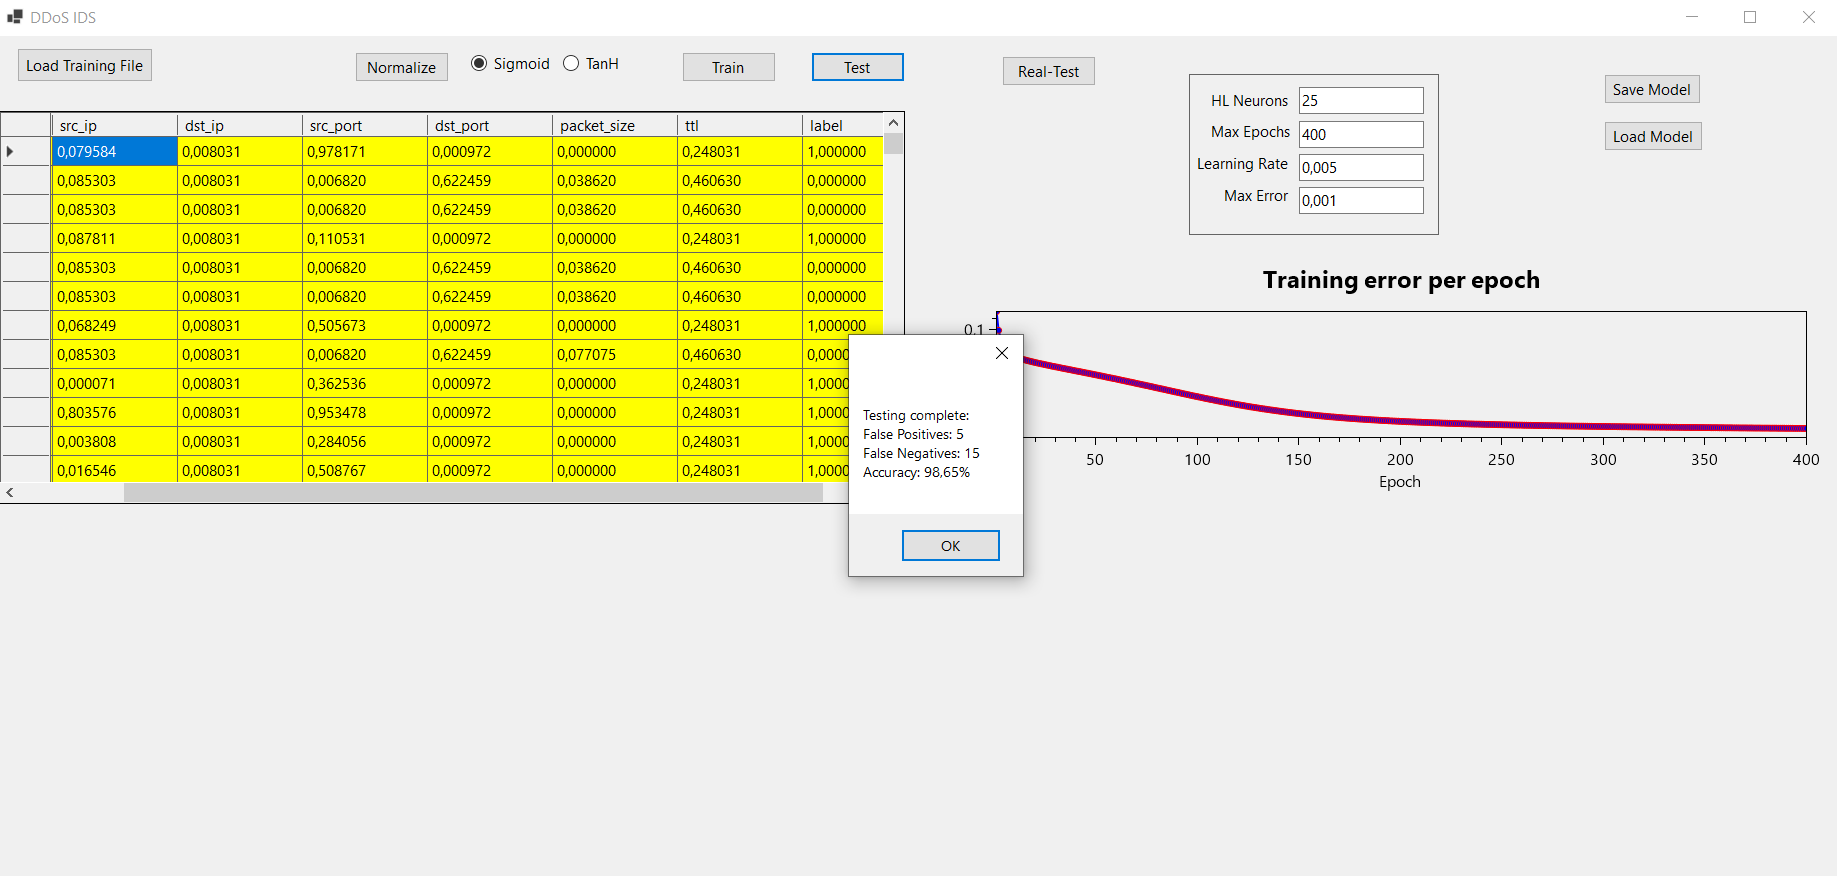 DDoS IDS
Load Training File
Normalize
Sigmoid
TanH
Train
Test
Real-Test
HL Neurons 25
Max Epochs 400
Learning Rate 0,005
Max Error 0,001
Save Model
Load Model
src_ip dst_ip src_port dst_port packet_size ttl label
0,079584 0,008031 0,978171 0,000972 0,000000 0,248031 1,000000
0,085303 0,008031 0,006820 0,622459 0,038620 0,460630 0,000000
0,085303 0,008031 0,006820 0,622459 0,038620 0,460630 0,000000
0,087811 0,008031 0,110531 0,000972 0,000000 0,248031 1,000000
0,085303 0,008031 0,006820 0,622459 0,038620 0,460630 0,000000
0,085303 0,008031 0,006820 0,622459 0,038620 0,460630 0,000000
0,068249 0,008031 0,505673 0,000972 0,000000 0,248031 1,000000
0,085303 0,008031 0,006820 0,622459 0,077075 0,460630
0,000071 0,008031 0,362536 0,000972 0,000000 0,248031
0,803576 0,008031 0,953478 0,000972 0,000000 0,248031
0,003808 0,008031 0,284056 0,000972 0,000000 0,248031
0,016546 0,008031 0,508767 0,000972 0,000000 0,248031
Training error per epoch
0,1
50 100 150 200 250 300 350 400
Epoch
Testing complete:
False Positives: 5
False Negatives: 15
Accuracy: 98,65%
OK